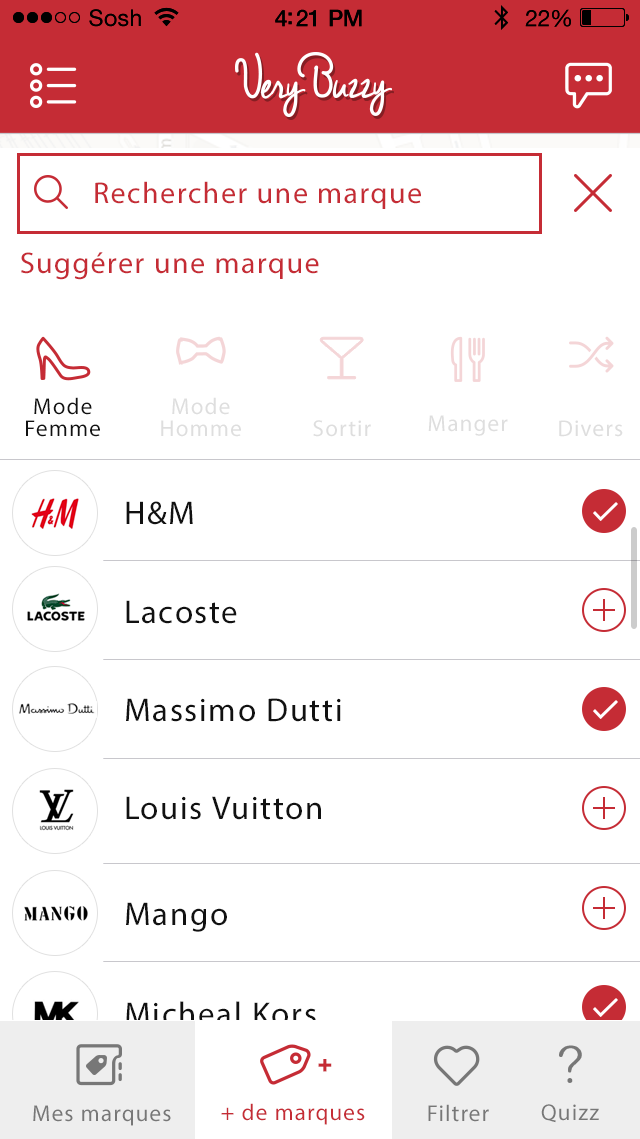 Sosh 4:21 PM 22%
Very Buzzy
Rechercher une marque
Suggérer une marque
Mode Femme
Mode Homme
Sortir
Manger
Divers
H&M H&M
LACOSTE Lacoste
Massimo Dutti Massimo Dutti
LV LOUIS VUITTON Louis Vuitton
MANGO Mango
MK Micheal Kors
Mes marques
+ de marques
Filtrer
? Quizz